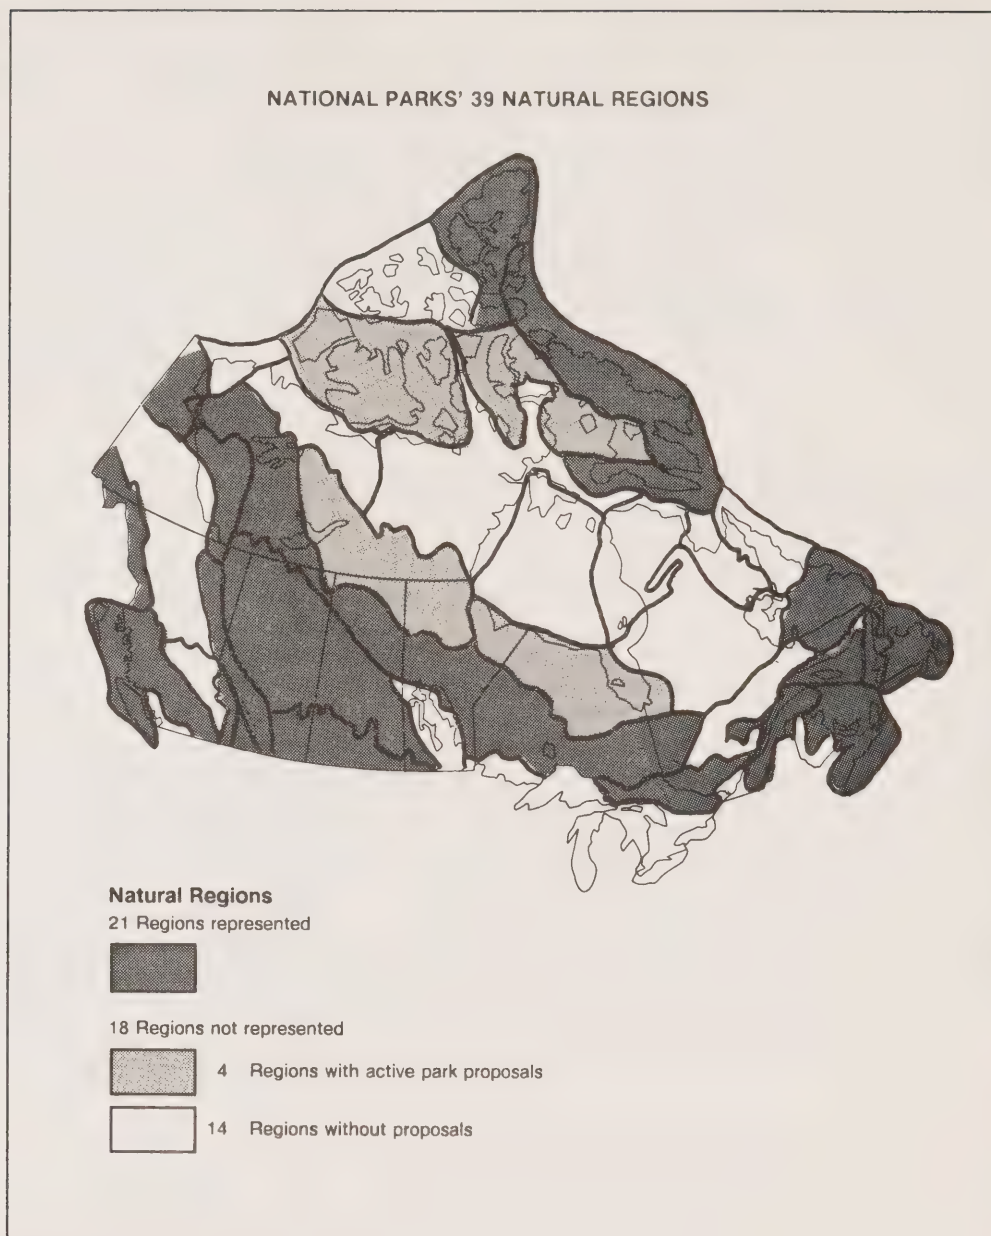 NATIONAL PARKS' 39 NATURAL REGIONS
Natural Regions
21 Regions represented
18 Regions not represented
4 Regions with active park proposals
14 Regions without proposals